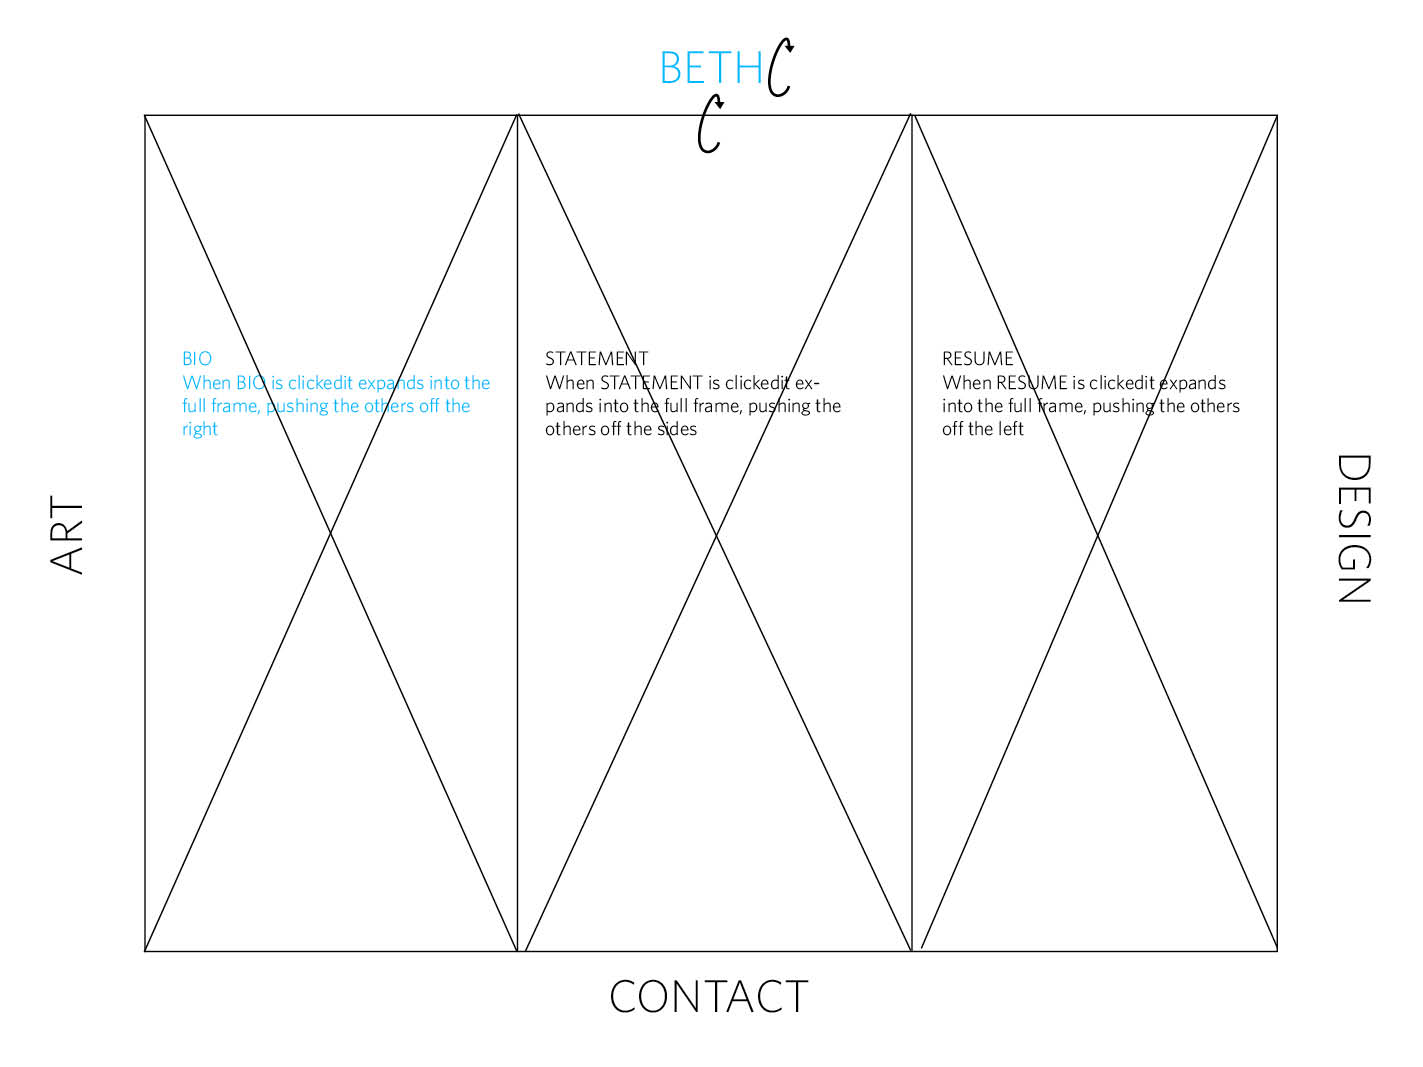 BETH
BIO
When BIO is clickedit expands into the
full frame, pushing the others off the
right
STATEMENT
When STATEMENT is clickedit ex-
pands into the full frame, pushing the
others off the sides
RESUME
When RESUME is clickedit expands
into the full frame, pushing the others
off the left
ART
DESIGN
CONTACT